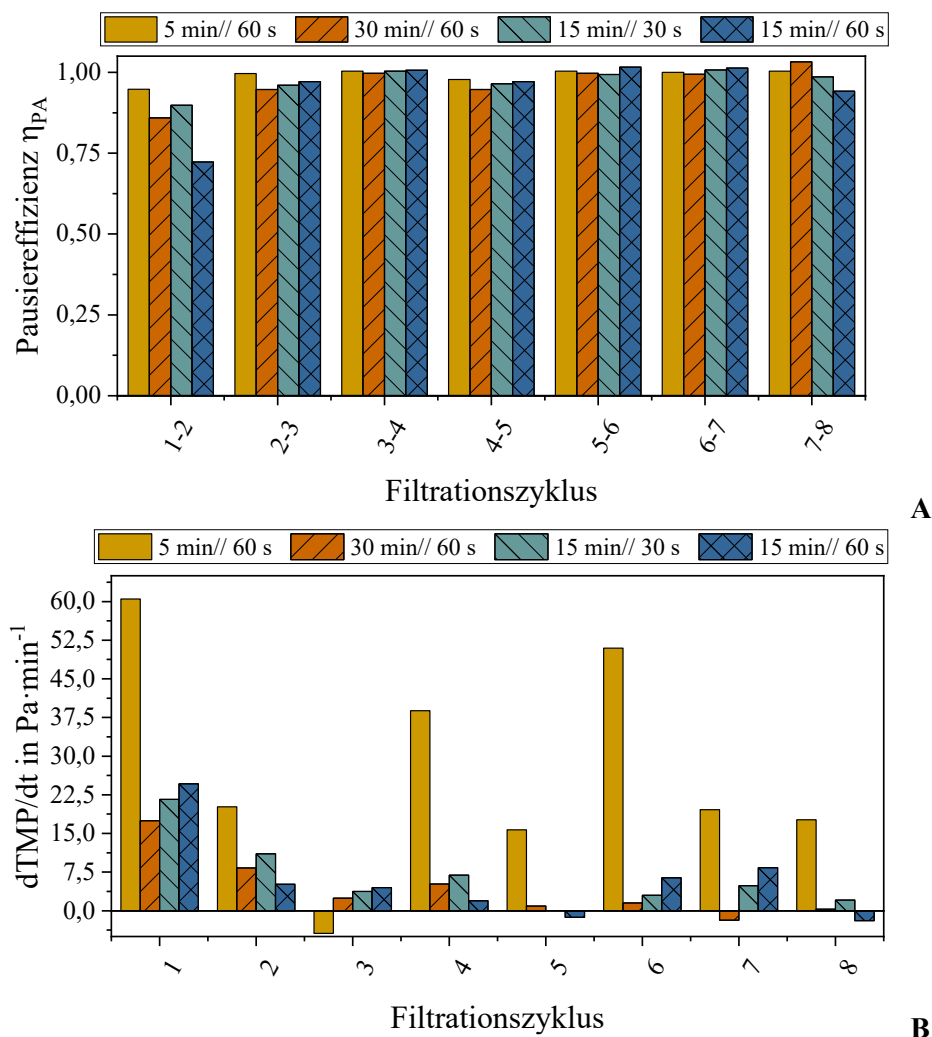 5 min// 60 s 30 min// 60 s 15 min// 30 s 15 min// 60 s
1,00
0,75
0,50
0,25
0,00
Pausiereffizienz ηPA
1-2 2-3 3-4 4-5 5-6 6-7 7-8
Filtrationszyklus
A
5 min// 60 s 30 min// 60 s 15 min// 30 s 15 min// 60 s
60,0
52,5
45,0
37,5
30,0
22,5
15,0
7,5
0,0
dTMP/dt in Pa·min⁻¹
1 2 3 4 5 6 7 8
Filtrationszyklus
B